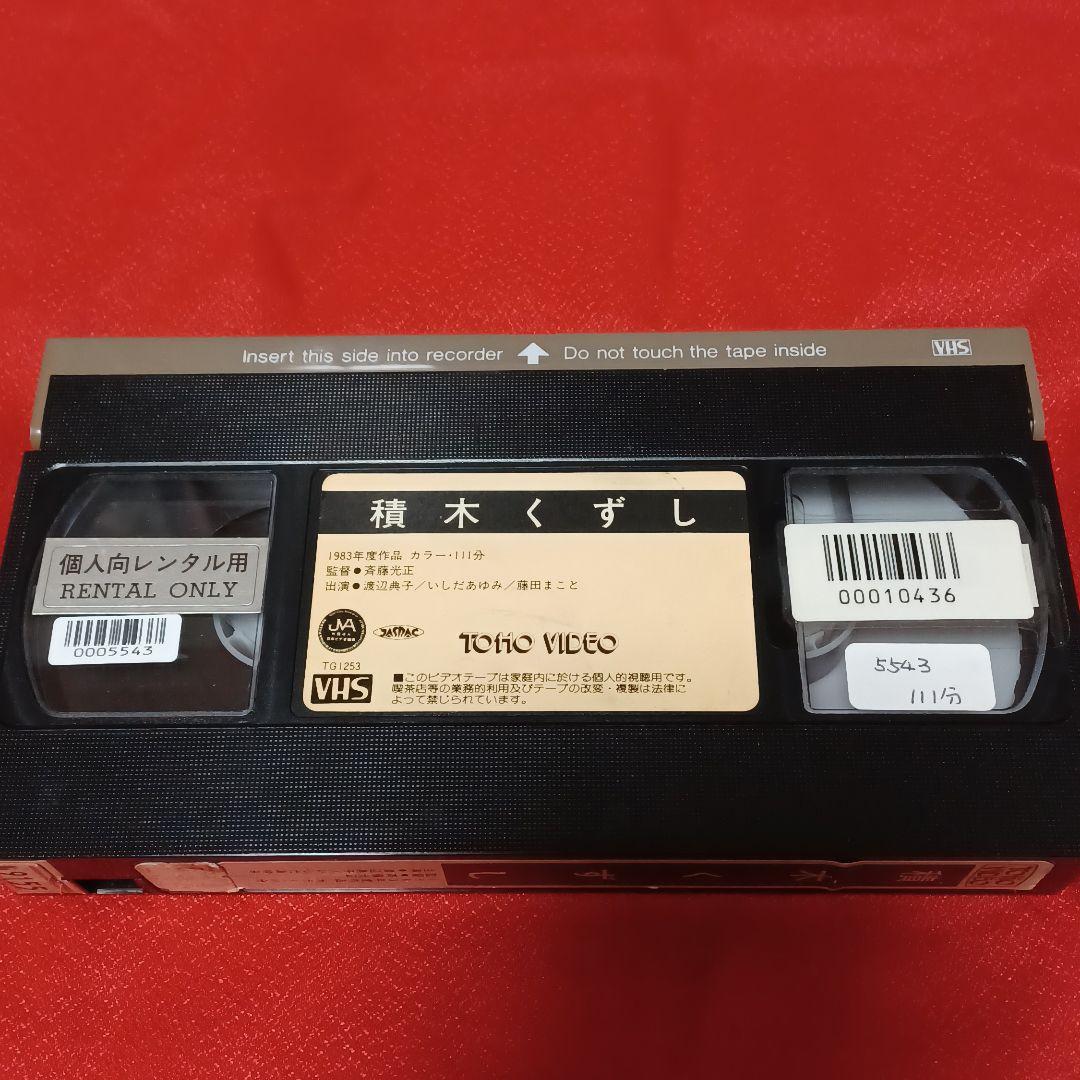 Insert this side into recorder Do not touch the tape inside VHS
個人向レンタル用
RENTAL ONLY
0005543
積木くずし
1983年度作品 カラー・111分
監督●斉藤光正
出演●渡辺典子/いしだあゆみ/藤田まこと
JVA
JASRAC
TOHO VIDEO
TG1253
VHS
■このビデオテープは家庭内に於ける個人的視聴用です。
喫茶店等の業務的利用及びテープの改変・複製は法律に
よって禁じられています。
00010436
5543
111分
積木くずし